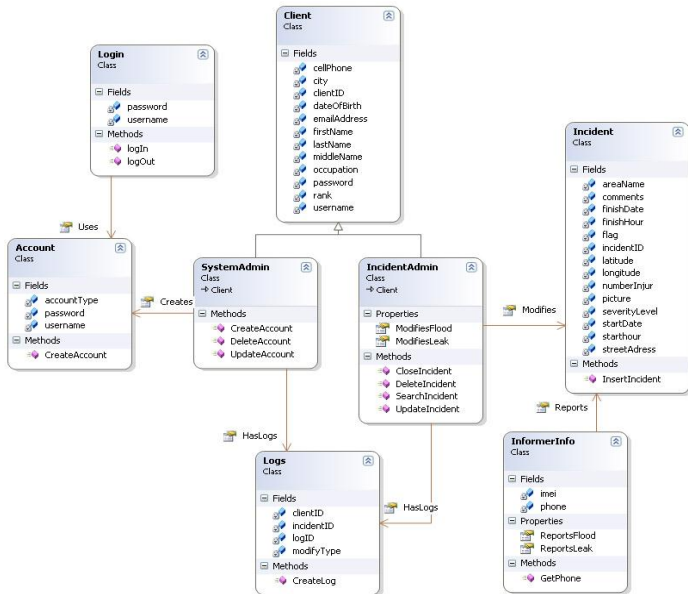 Client
Class
Fields
cellPhone
city
clientID
dateOfBirth
emailAddress
firstName
lastName
middleName
occupation
password
rank
username
Login
Class
Fields
password
username
Methods
logIn
logOut
Uses
Account
Class
Fields
accountType
password
username
Methods
CreateAccount
Creates
SystemAdmin
Class
Client
Methods
CreateAccount
DeleteAccount
UpdateAccount
IncidentAdmin
Class
Client
Properties
ModifiesFlood
ModifiesLeak
Methods
CloseIncident
DeleteIncident
SearchIncident
UpdateIncident
Modifies
Incident
Class
Fields
areaName
comments
finishDate
finishHour
flag
incidentID
latitude
longitude
numberInjur
picture
severityLevel
startDate
starthour
streetAdress
Methods
InsertIncident
Reports
HasLogs
HasLogs
Logs
Class
Fields
clientID
incidentID
logID
modifyType
Methods
CreateLog
InformerInfo
Class
Fields
imei
phone
Properties
ReportsFlood
ReportsLeak
Methods
GetPhone